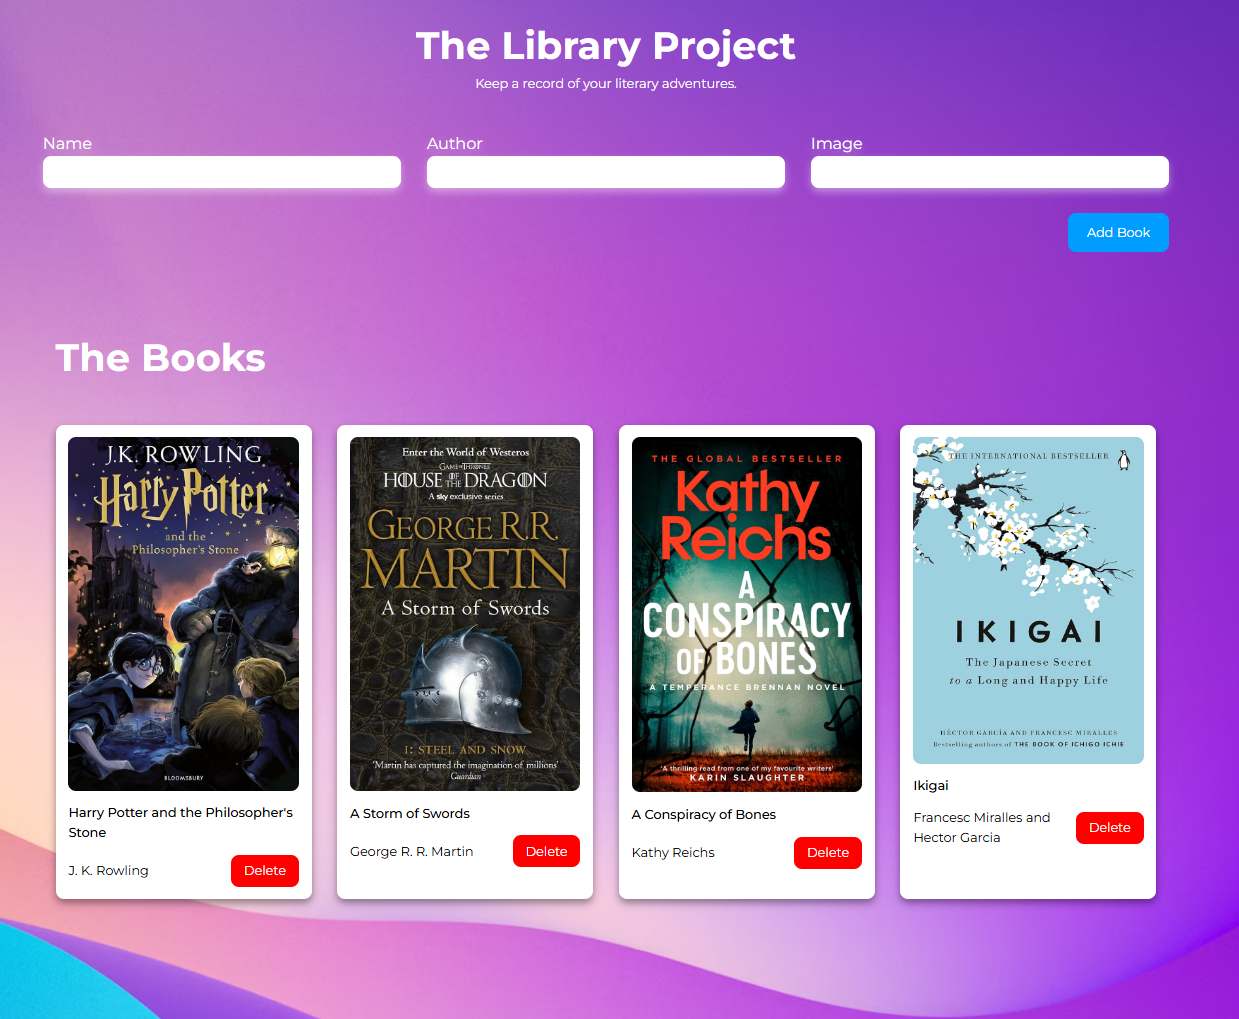 The Library Project
Keep a record of your literary adventures.
Name
Author
Image
Add Book
The Books
J.K. ROWLING
Harry Potter
and the
Philosopher's Stone
BLOOMSBURY
Harry Potter and the Philosopher's
Stone
J. K. Rowling
Delete
Enter the World of Westeros
GAME OF THRONES
HOUSE OF THE DRAGON
A sky exclusive series
GEORGE R.R.
MARTIN
A Storm of Swords
1: STEEL AND SNOW
'Martin has captured the imagination of millions'
Guardian
A Storm of Swords
George R. R. Martin
Delete
THE GLOBAL BESTSELLER
Kathy
Reichs
A
CONSPIRACY
OF BONES
A TEMPERANCE BRENNAN NOVEL
'A thrilling read from one of my favourite writers'
KARIN SLAUGHTER
A Conspiracy of Bones
Kathy Reichs
Delete
THE INTERNATIONAL BESTSELLER
IKIGAI
The Japanese Secret
to a Long and Happy Life
HÉCTOR GARCÍA AND FRANCESC MIRALLES
Bestselling authors of THE BOOK OF ICHIGO ICHIE
Ikigai
Francesc Miralles and
Hector Garcia
Delete